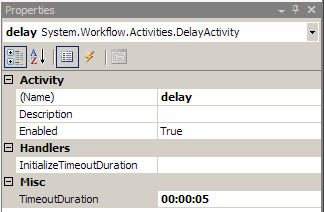 Properties
delay System.Workflow.Activities.DelayActivity
Activity
(Name) delay
Description
Enabled True
Handlers
InitializeTimeoutDuration
Misc
TimeoutDuration 00:00:05